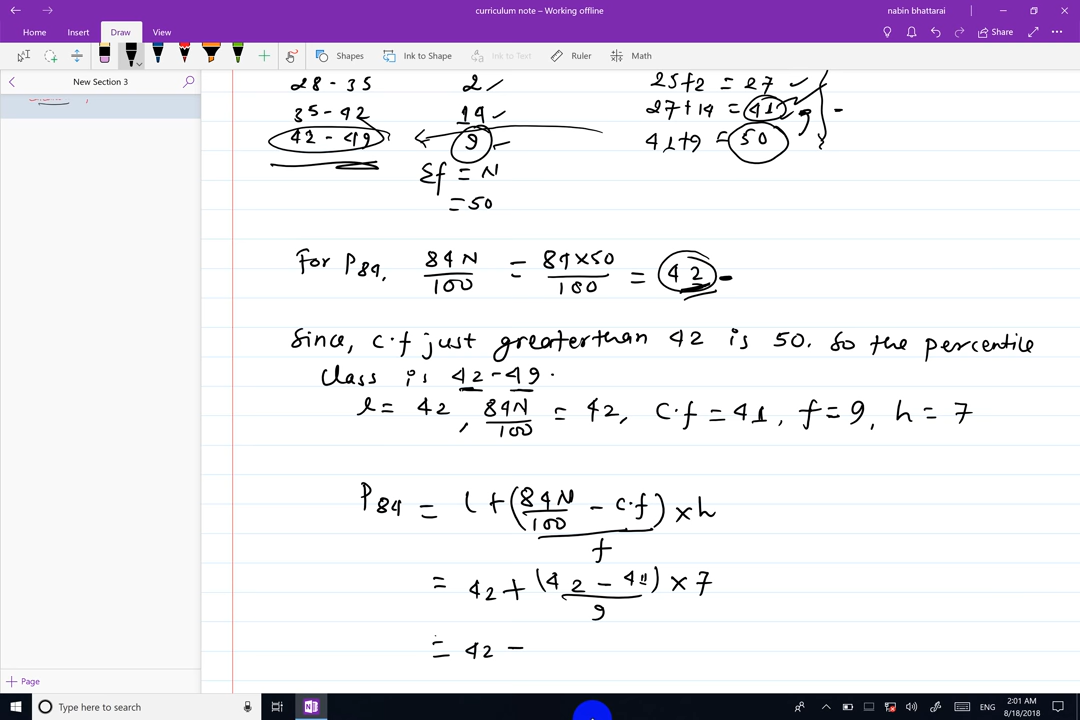 curriculum note – Working offline
nabin bhattarai
Home Insert Draw View
Share
Shapes Ink to Shape Ink to Text Ruler Math
New Section 3
28 - 35 2 25+2 = 27
35 - 42 14 27+14 = 41
42 - 49 9 41+9 = 50
Σf = N
= 50
9
For P84, 84N/100 = 84×50/100 = 42
Since, c.f just greater than 42 is 50. So the percentile
class is 42-49.
l = 42, 84N/100 = 42, c.f = 41, f = 9, h = 7
P84 = l + (84N/100 - c.f)/f × h
= 42 + (42 - 41)/9 × 7
= 42 -
Page
Type here to search
ENG
2:01 AM
8/18/2018